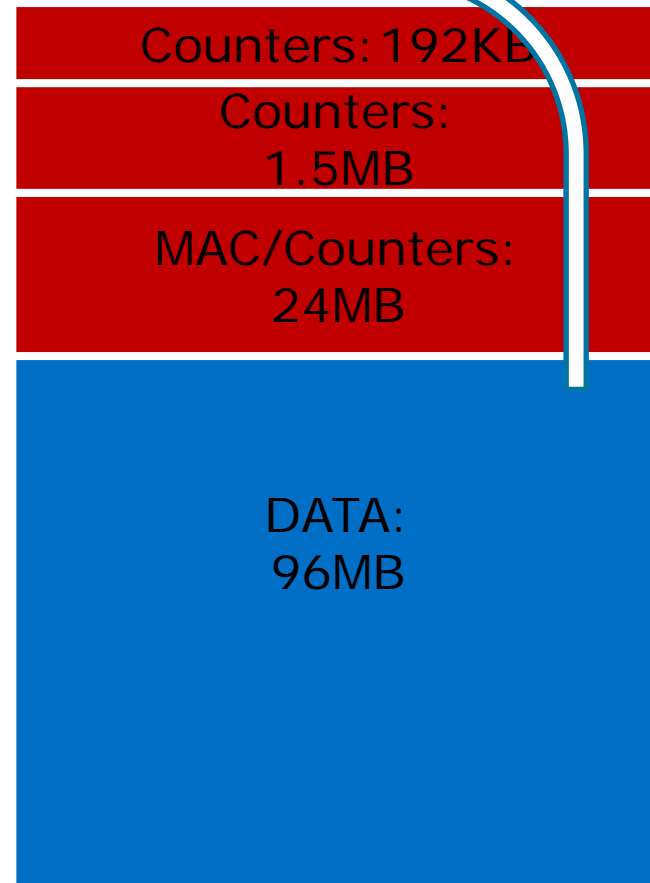 Counters: 192KB
Counters:
1.5MB
MAC/Counters:
24MB
DATA:
96MB